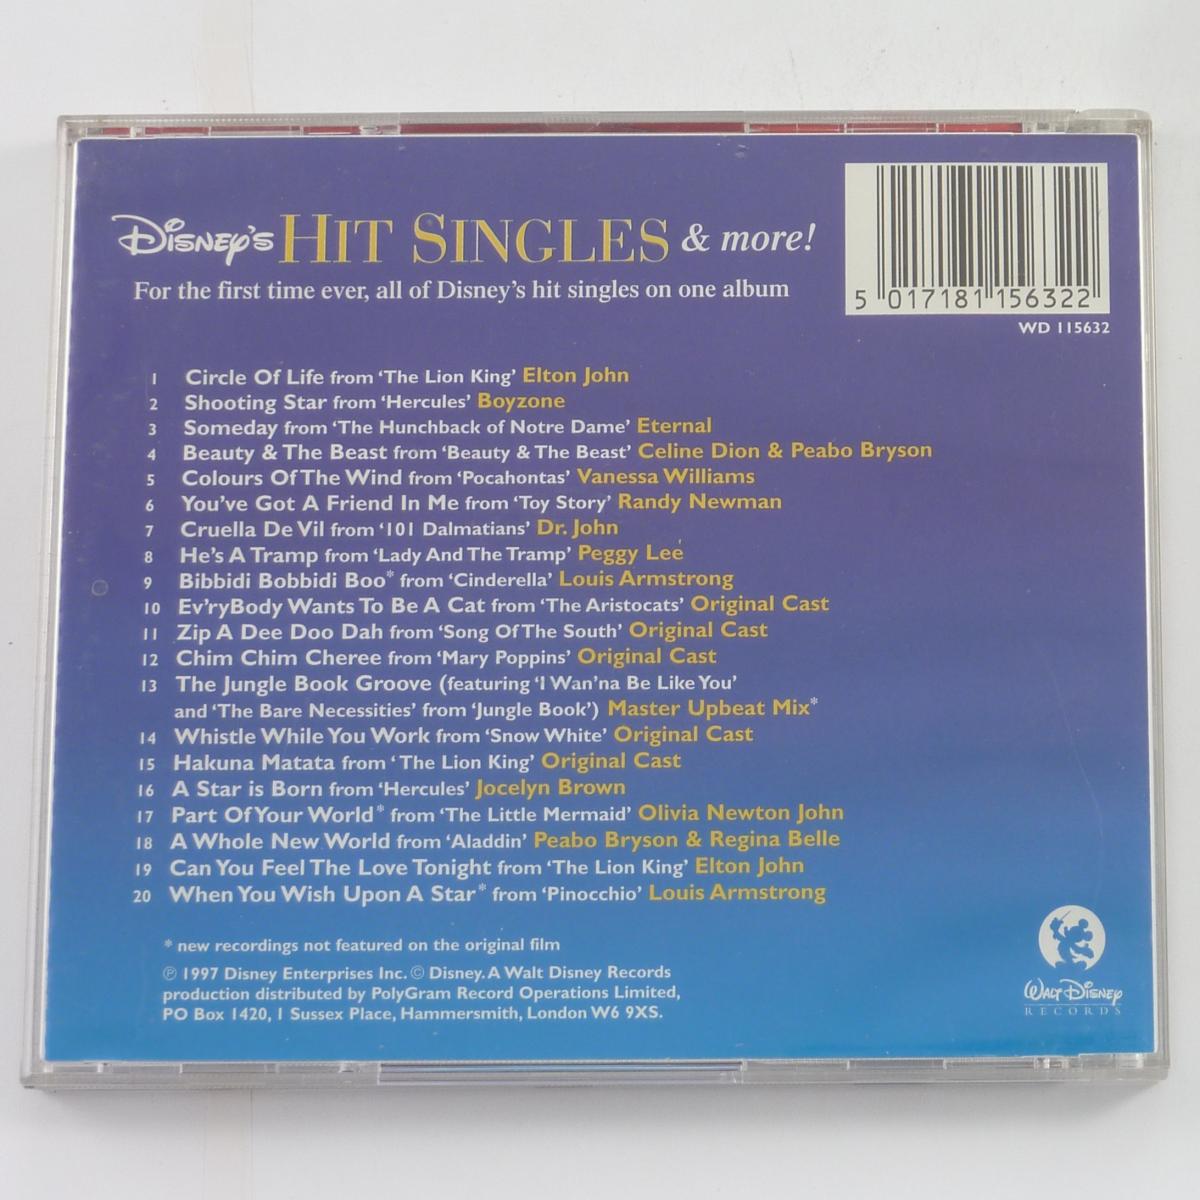 Disney's HIT SINGLES & more!
For the first time ever, all of Disney's hit singles on one album
5 017181 156322
WD 115632
1 Circle Of Life from 'The Lion King' Elton John
2 Shooting Star from 'Hercules' Boyzone
3 Someday from 'The Hunchback of Notre Dame' Eternal
4 Beauty & The Beast from 'Beauty & The Beast' Celine Dion & Peabo Bryson
5 Colours Of The Wind from 'Pocahontas' Vanessa Williams
6 You've Got A Friend In Me from 'Toy Story' Randy Newman
7 Cruella De Vil from '101 Dalmatians' Dr. John
8 He's A Tramp from 'Lady And The Tramp' Peggy Lee
9 Bibbidi Bobbidi Boo* from 'Cinderella' Louis Armstrong
10 Ev'ryBody Wants To Be A Cat from 'The Aristocats' Original Cast
11 Zip A Dee Doo Dah from 'Song Of The South' Original Cast
12 Chim Chim Cheree from 'Mary Poppins' Original Cast
13 The Jungle Book Groove (featuring 'I Wan'na Be Like You'
and 'The Bare Necessities' from 'Jungle Book') Master Upbeat Mix*
14 Whistle While You Work from 'Snow White' Original Cast
15 Hakuna Matata from 'The Lion King' Original Cast
16 A Star is Born from 'Hercules' Jocelyn Brown
17 Part Of Your World* from 'The Little Mermaid' Olivia Newton John
18 A Whole New World from 'Aladdin' Peabo Bryson & Regina Belle
19 Can You Feel The Love Tonight from 'The Lion King' Elton John
20 When You Wish Upon A Star* from 'Pinocchio' Louis Armstrong
* new recordings not featured on the original film
℗ 1997 Disney Enterprises Inc. © Disney. A Walt Disney Records
production distributed by PolyGram Record Operations Limited,
PO Box 1420, 1 Sussex Place, Hammersmith, London W6 9XS.
WALT DISNEY
RECORDS